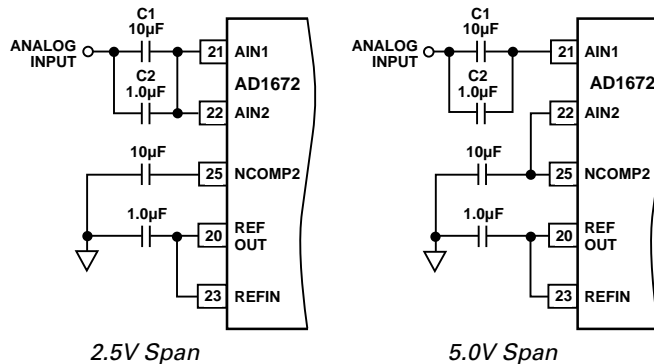 C1
10µF
ANALOG
INPUT
21 AIN1
C2
1.0µF
AD1672
22 AIN2
10µF
25 NCOMP2
1.0µF
20 REF
OUT
23 REFIN
2.5V Span
C1
10µF
ANALOG
INPUT
21 AIN1
C2
1.0µF
AD1672
22 AIN2
10µF
25 NCOMP2
1.0µF
20 REF
OUT
23 REFIN
5.0V Span